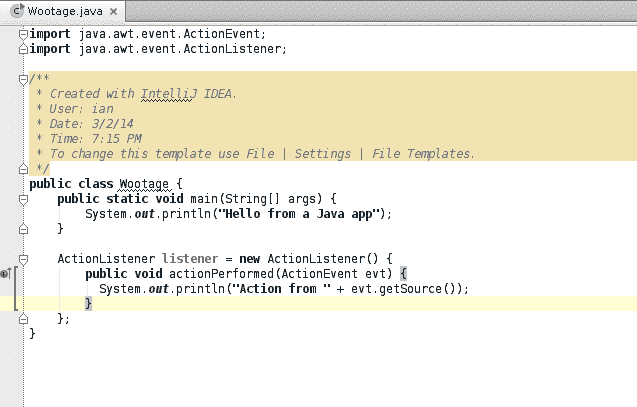 Wootage.java
import java.awt.event.ActionEvent;
import java.awt.event.ActionListener;
/**
 * Created with IntelliJ IDEA.
 * User: ian
 * Date: 3/2/14
 * Time: 7:15 PM
 * To change this template use File | Settings | File Templates.
 */
public class Wootage {
    public static void main(String[] args) {
        System.out.println("Hello from a Java app");
    }
    ActionListener listener = new ActionListener() {
        public void actionPerformed(ActionEvent evt) {
          System.out.println("Action from " + evt.getSource());
        }
    };
}